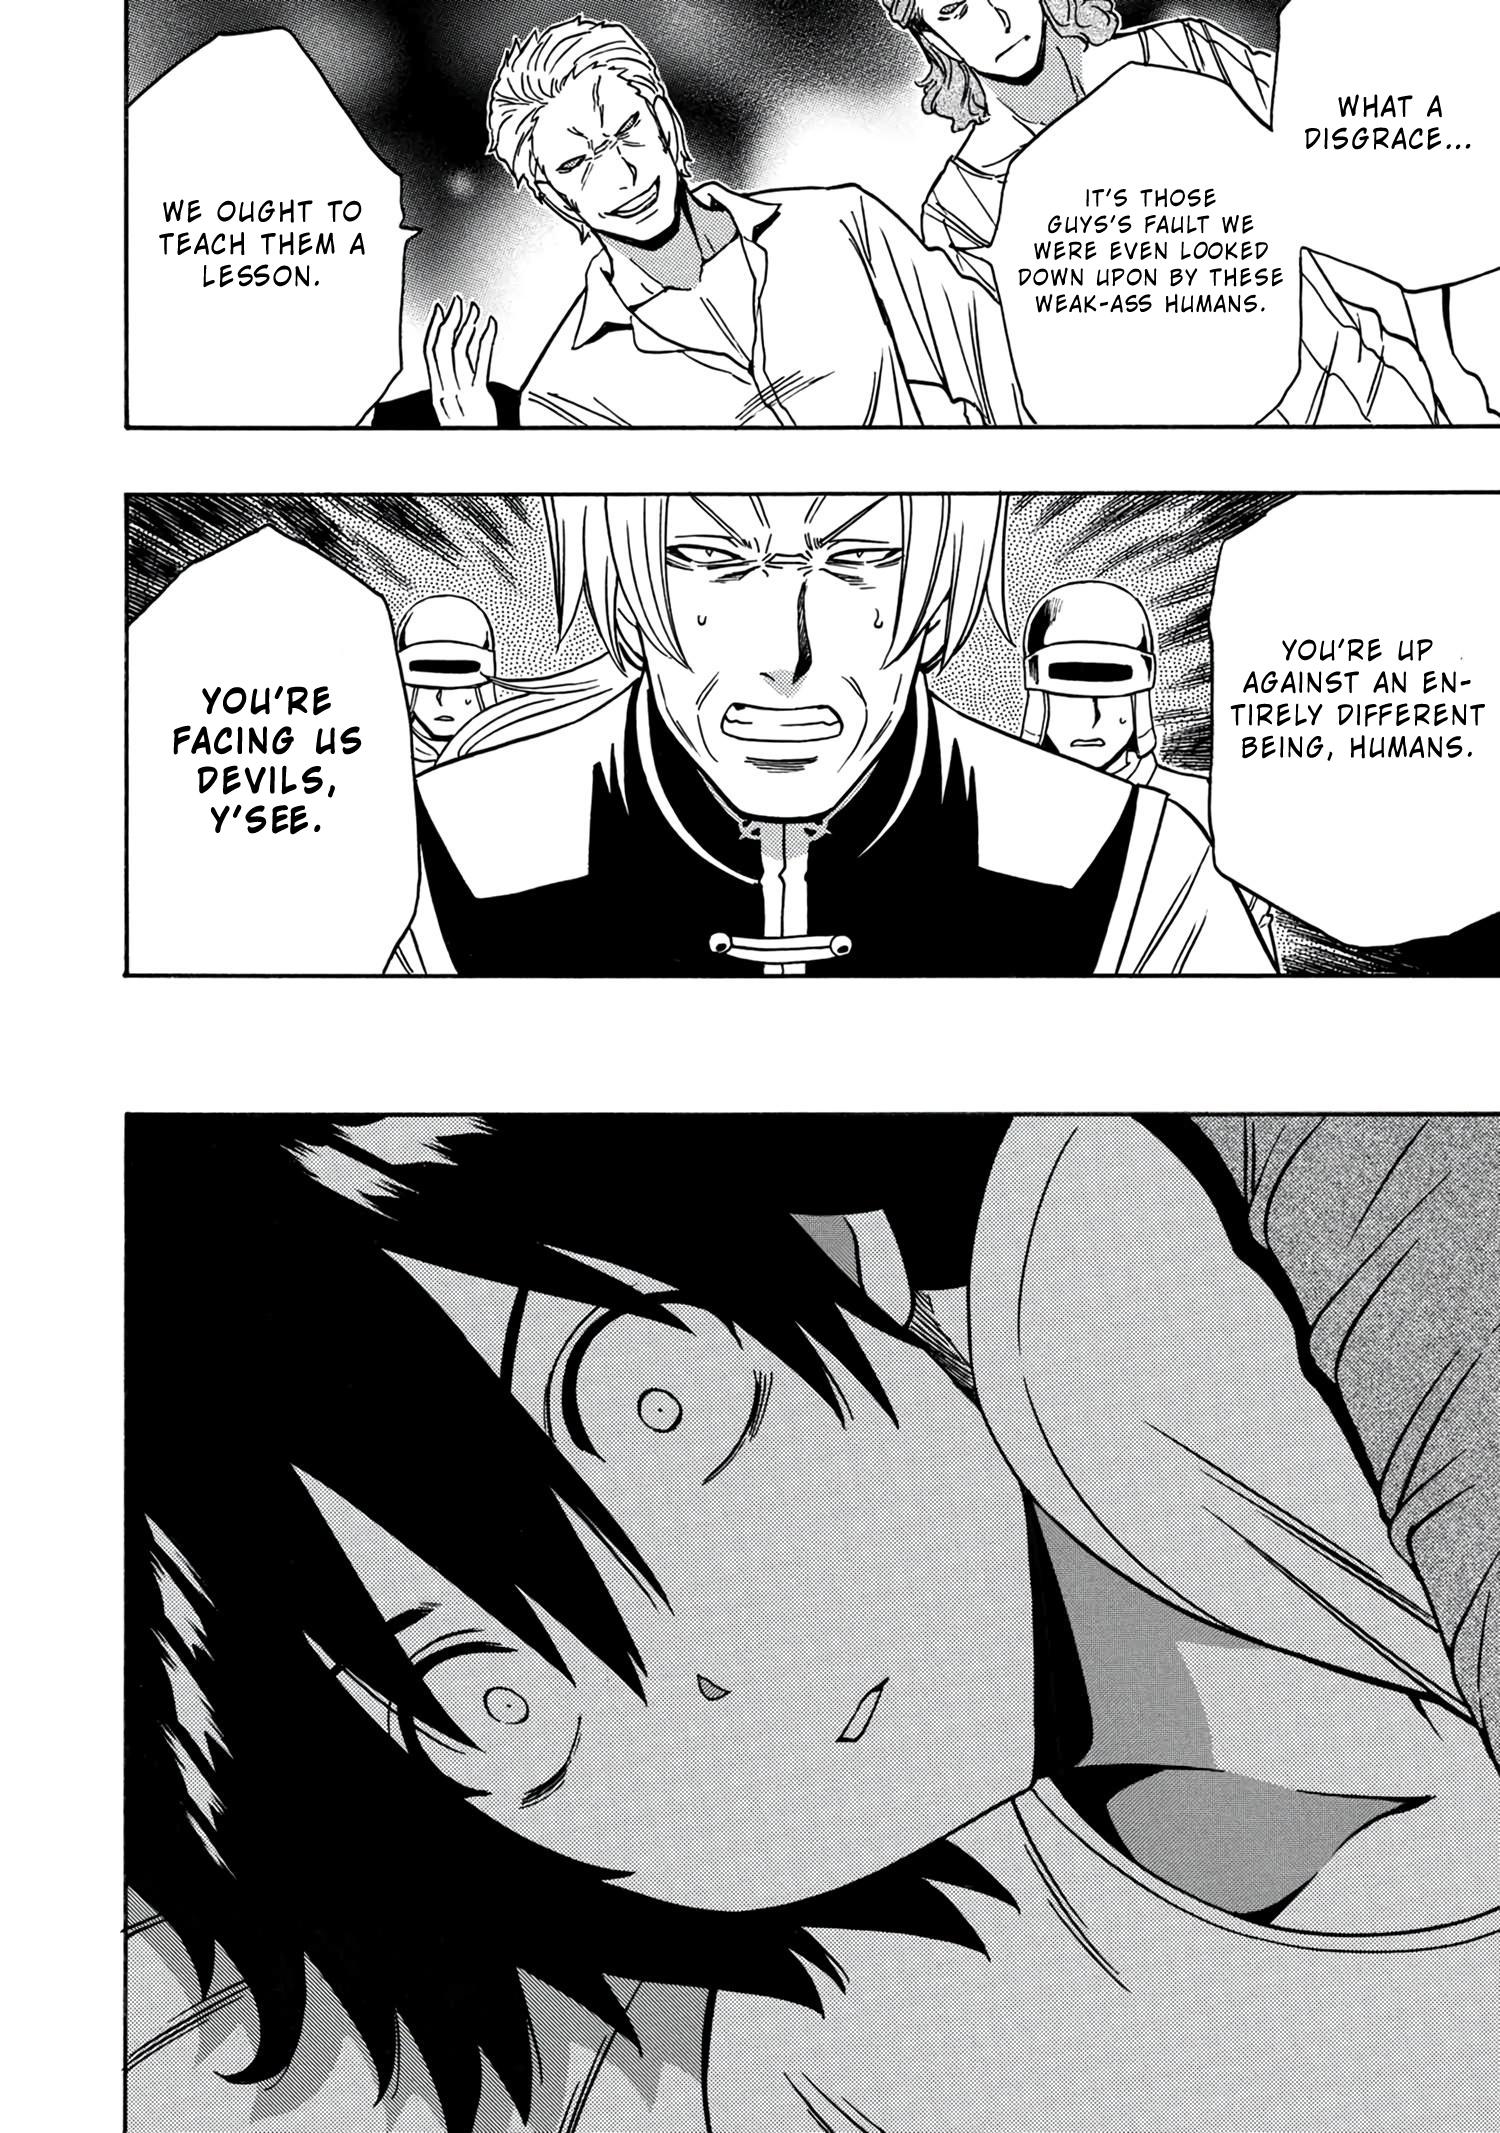 WHAT A
DISGRACE...
IT'S THOSE
GUYS'S FAULT WE
WERE EVEN LOOKED
DOWN UPON BY THESE
WEAK-ASS HUMANS.
WE OUGHT TO
TEACH THEM A
LESSON.
YOU'RE UP
AGAINST AN EN-
TIRELY DIFFERENT
BEING, HUMANS.
YOU'RE
FACING US
DEVILS,
Y'SEE.